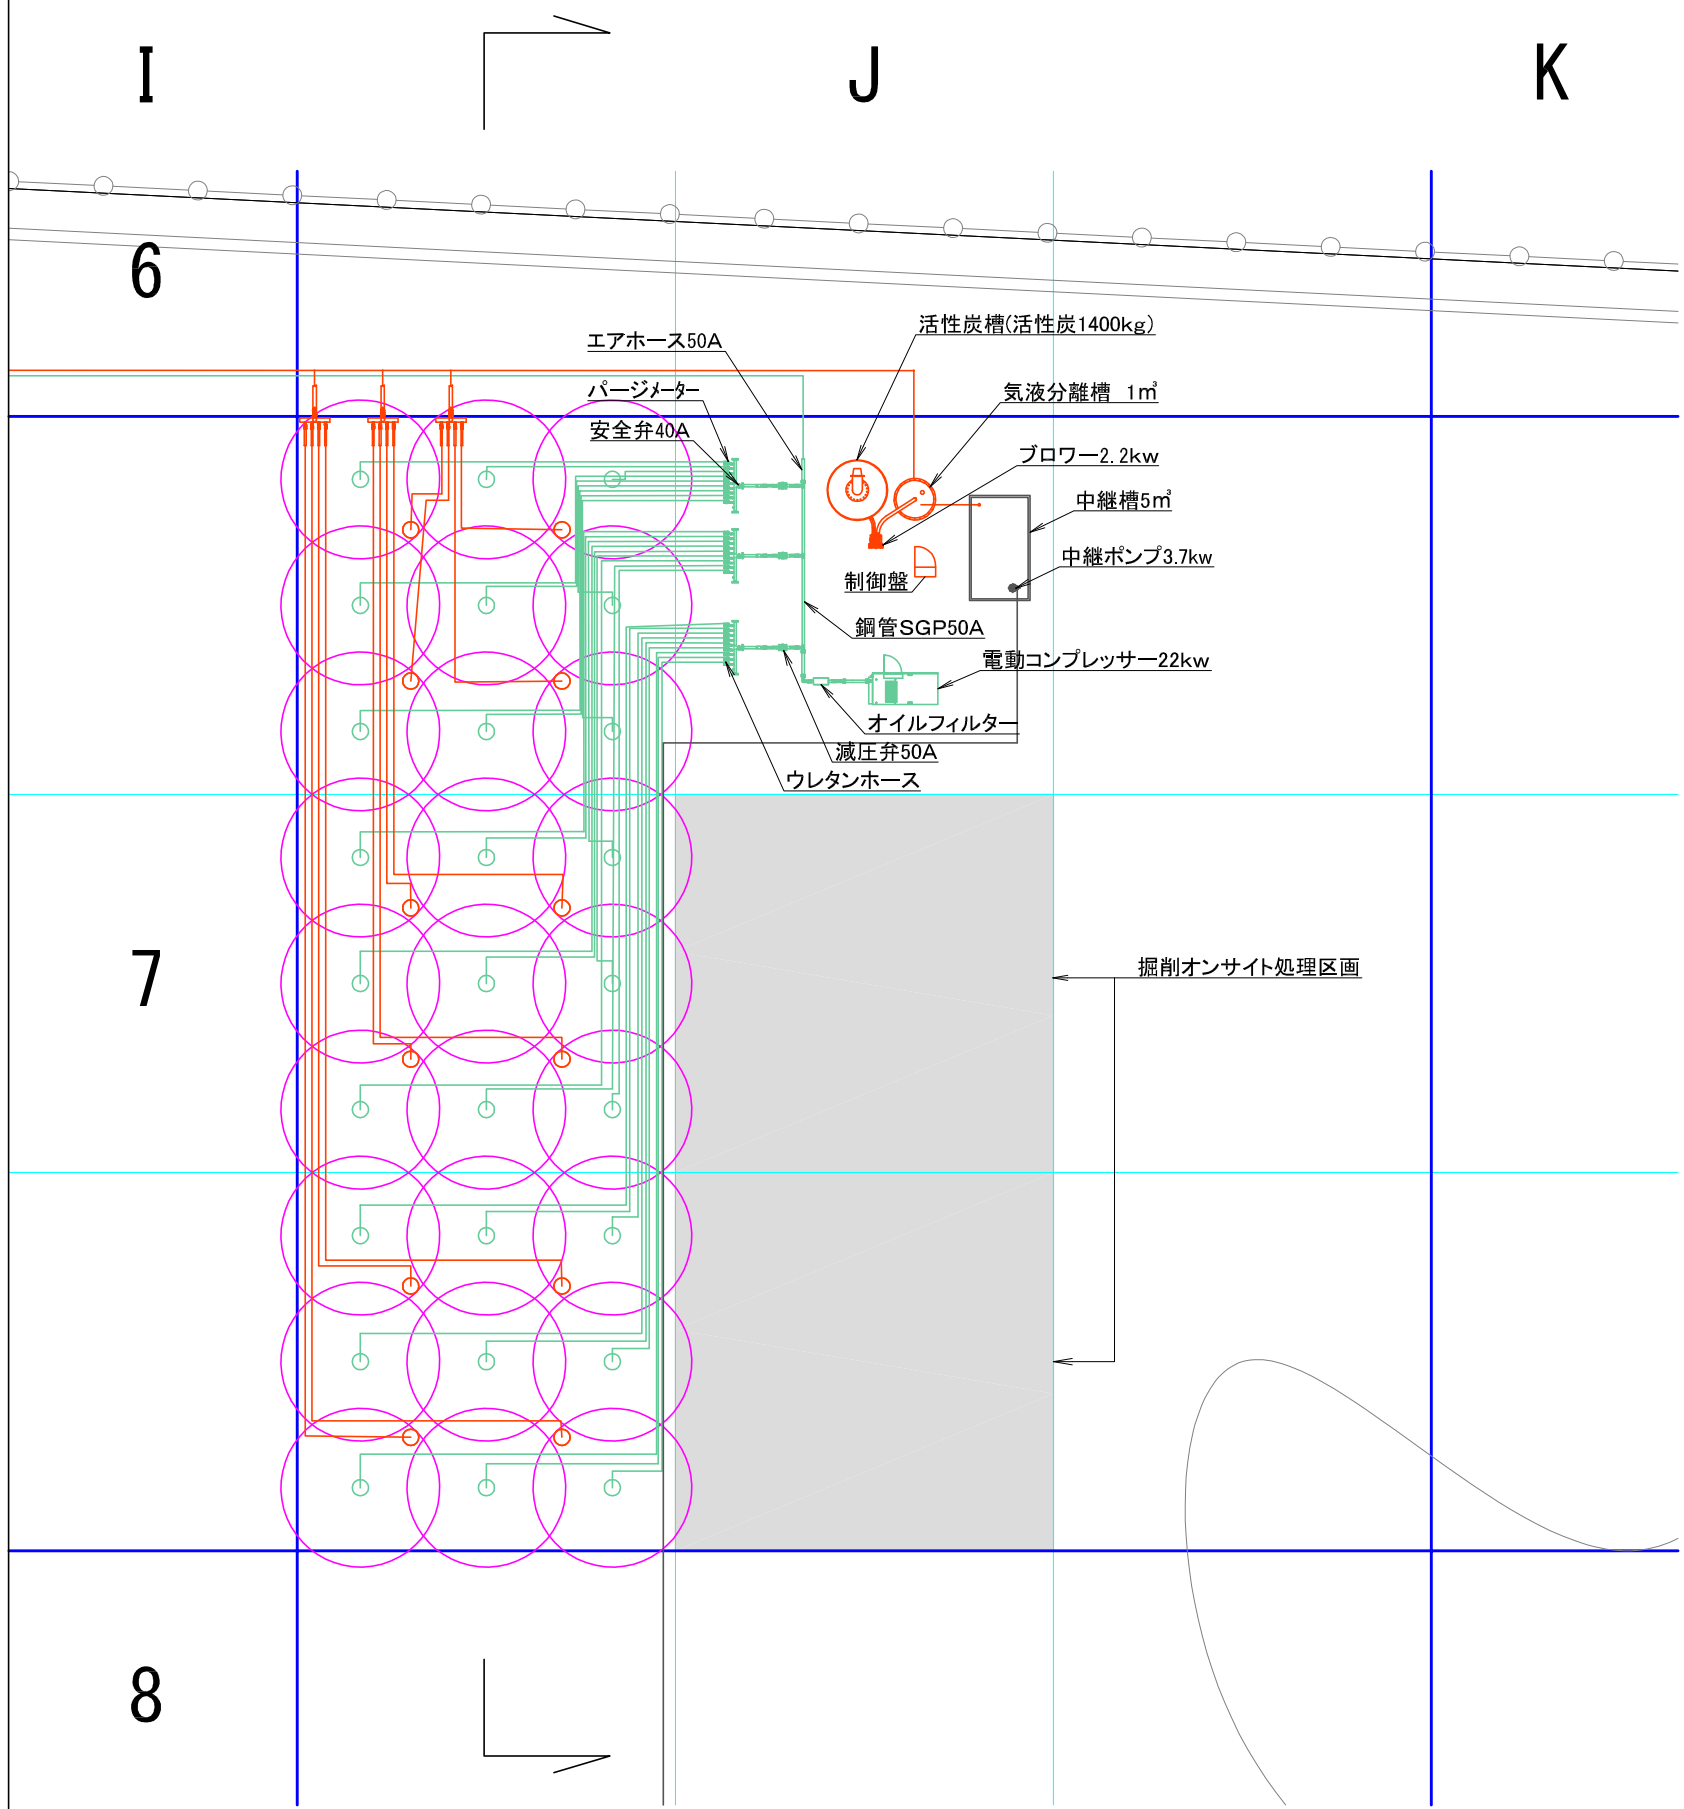 I
J
K
6
エアホース50A
活性炭槽(活性炭1400kg)
パージメーター
気液分離槽 1㎥
安全弁40A
ブロワー2.2kw
中継槽5㎥
中継ポンプ3.7kw
制御盤
鋼管SGP50A
電動コンプレッサー22kw
オイルフィルター
減圧弁50A
ウレタンホース
7
掘削オンサイト処理区画
8